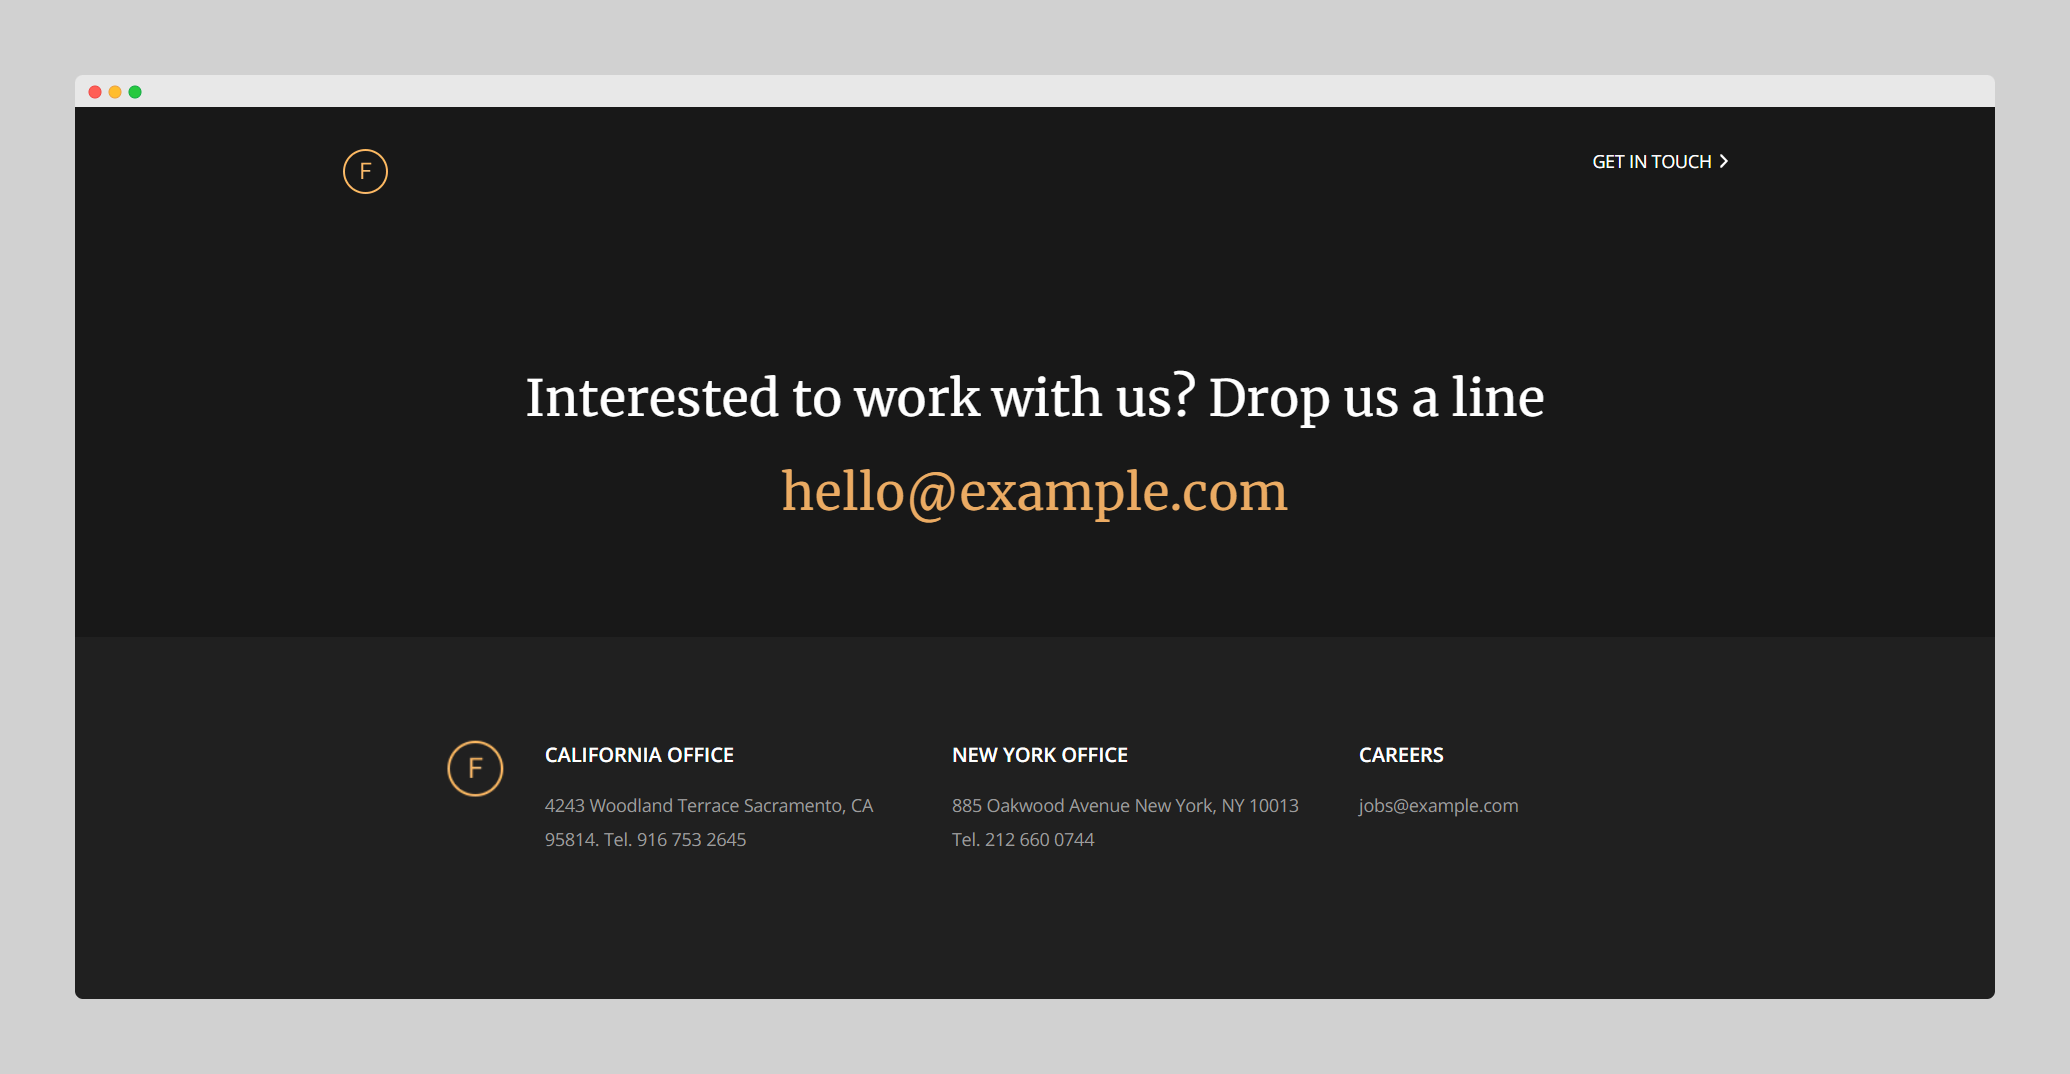 F
GET IN TOUCH
Interested to work with us? Drop us a line
hello@example.com
F
CALIFORNIA OFFICE
4243 Woodland Terrace Sacramento, CA
95814. Tel. 916 753 2645
NEW YORK OFFICE
885 Oakwood Avenue New York, NY 10013
Tel. 212 660 0744
CAREERS
jobs@example.com